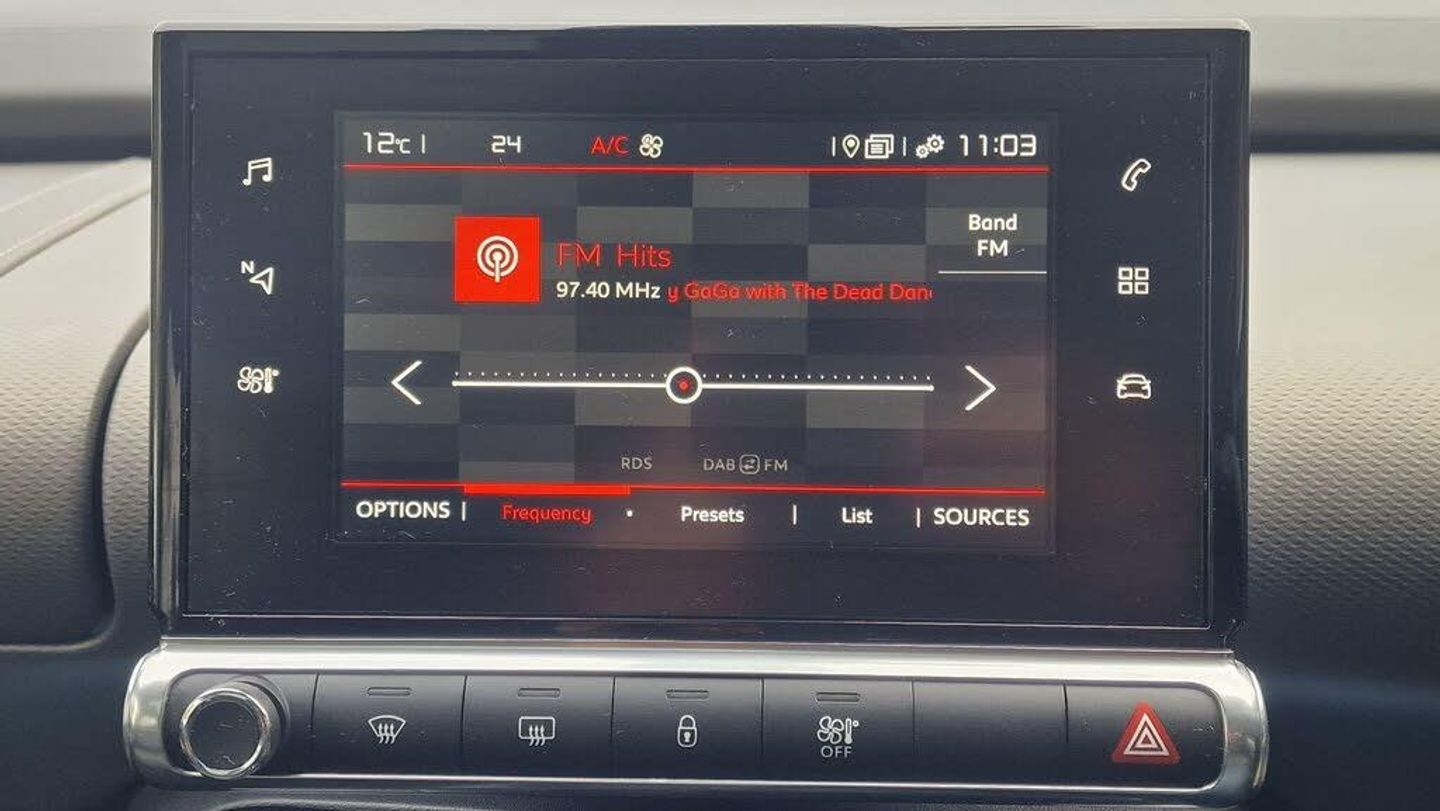 12°C 24 A/C 11:03
Band
FM
FM Hits
97.40 MHz y GaGa with The Dead Dan
N
RDS DAB FM
OPTIONS Frequency Presets List SOURCES
OFF